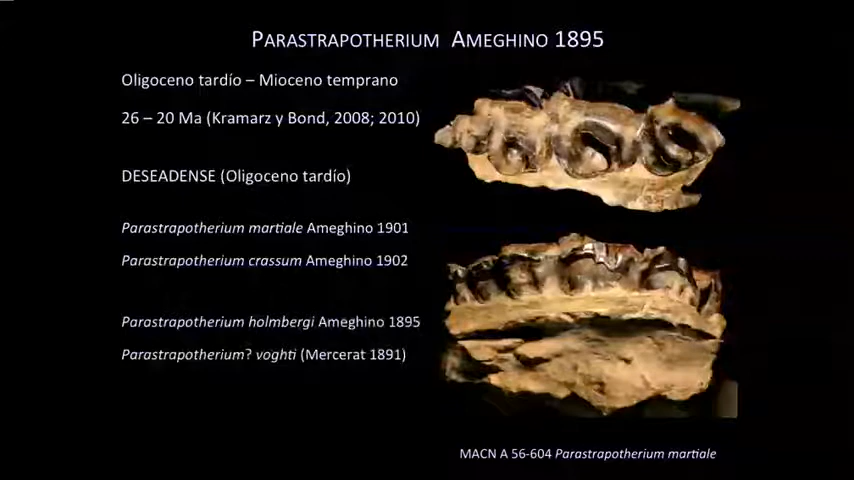 PARASTRAPOTHERIUM AMEGHINO 1895
Oligoceno tardío – Mioceno temprano
26 – 20 Ma (Kramarz y Bond, 2008; 2010)
DESEADENSE (Oligoceno tardío)
Parastrapotherium martiale Ameghino 1901
Parastrapotherium crassum Ameghino 1902
Parastrapotherium holmbergi Ameghino 1895
Parastrapotherium? voghti (Mercerat 1891)
MACN A 56-604 Parastrapotherium martiale